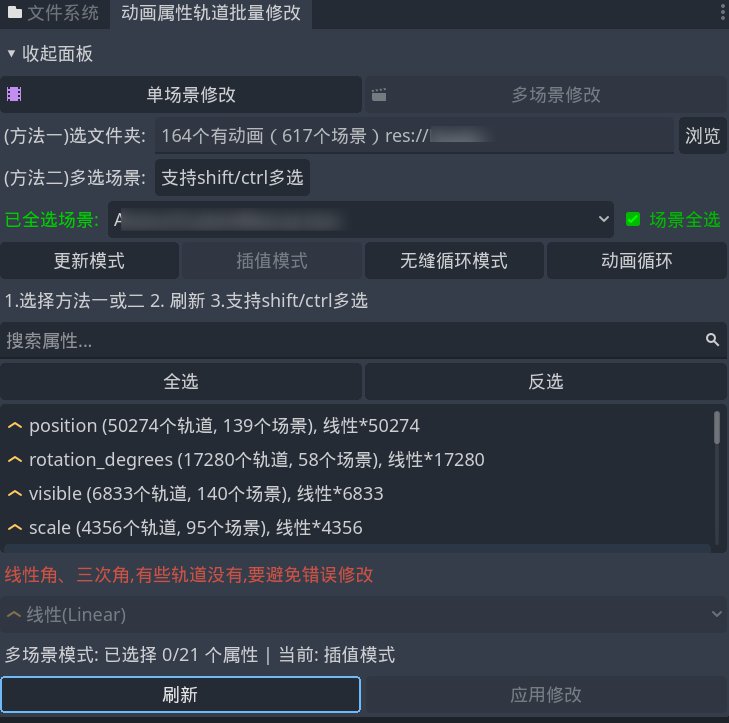 文件系统 动画属性轨道批量修改
收起面板
单场景修改 多场景修改
(方法一)选文件夹: 164个有动画（617个场景）res:// 浏览
(方法二)多选场景: 支持shift/ctrl多选
已全选场景: 场景全选
更新模式 插值模式 无缝循环模式 动画循环
1.选择方法一或二 2. 刷新 3.支持shift/ctrl多选
搜索属性...
全选 反选
position (50274个轨道, 139个场景), 线性*50274
rotation_degrees (17280个轨道, 58个场景), 线性*17280
visible (6833个轨道, 140个场景), 线性*6833
scale (4356个轨道, 95个场景), 线性*4356
线性角、三次角,有些轨道没有,要避免错误修改
线性(Linear)
多场景模式: 已选择 0/21 个属性 | 当前: 插值模式
刷新 应用修改